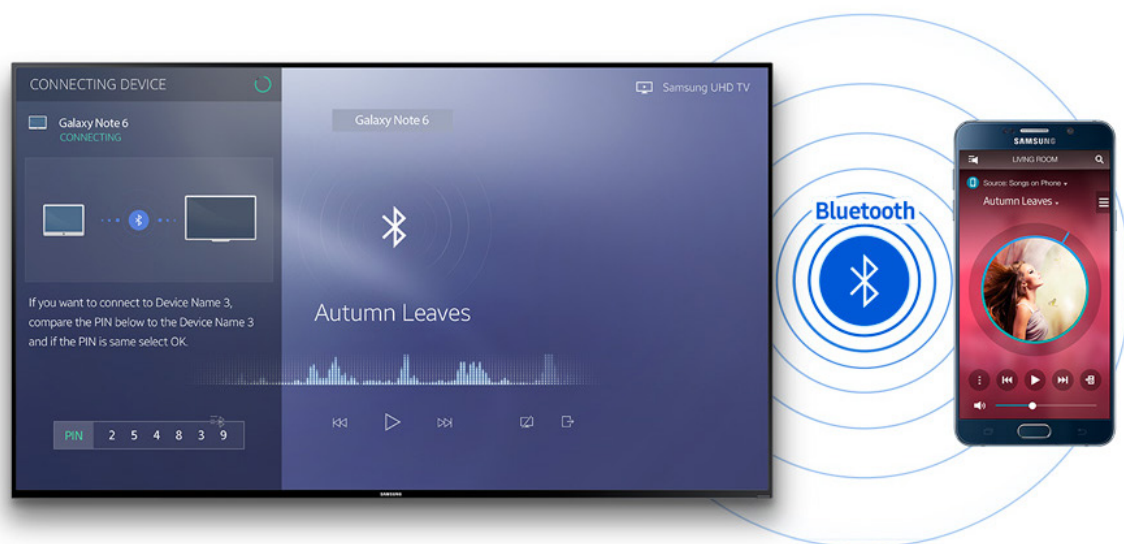 CONNECTING DEVICE
Galaxy Note 6
CONNECTING
If you want to connect to Device Name 3,
compare the PIN below to the Device Name 3
and if the PIN is same select OK.
PIN 2 5 4 8 3 9
Samsung UHD TV
Galaxy Note 6
Autumn Leaves
SAMSUNG
Bluetooth
SAMSUNG
LIVING ROOM
Source: Songs on Phone
Autumn Leaves